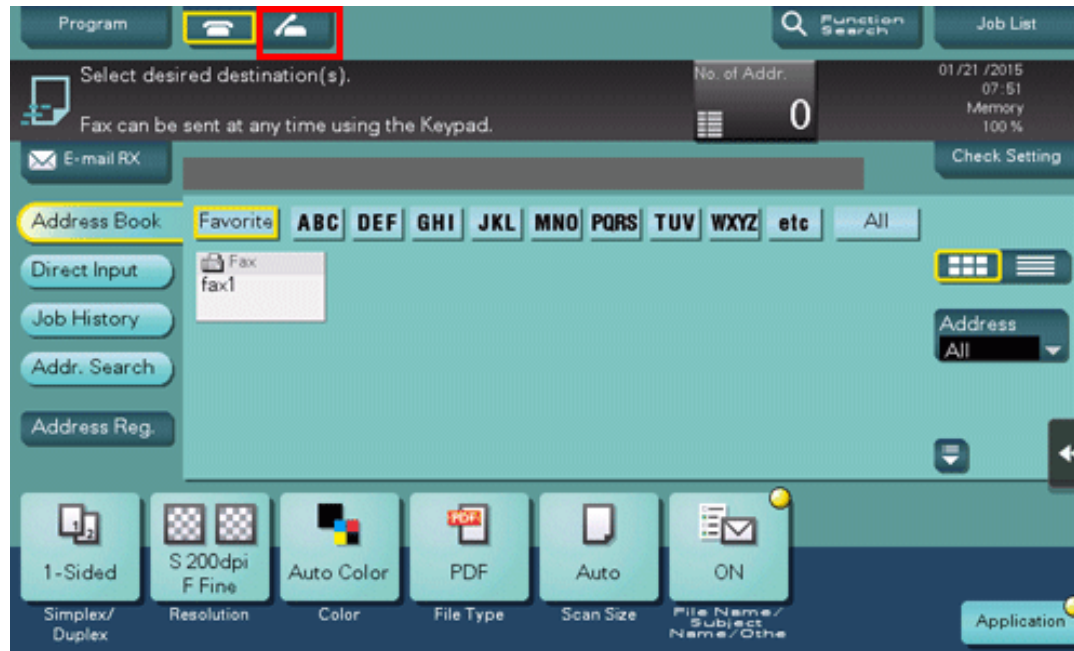 Program
Function
Search
Job List
Select desired destination(s).
Fax can be sent at any time using the Keypad.
No. of Addr.
0
01/21 /2015
07:51
Memory
100 %
E-mail RX
Check Setting
Address Book
Favorite
ABC
DEF
GHI
JKL
MNO
PQRS
TUV
WXYZ
etc
All
Direct Input
Fax
fax1
Job History
Address
All
Addr. Search
Address Reg.
1 2
1-Sided
S 200dpi
F Fine
Auto Color
PDF
PDF
Auto
ON
Simplex/
Duplex
Resolution
Color
File Type
Scan Size
File Name/
Subject
Name/Othe
Application